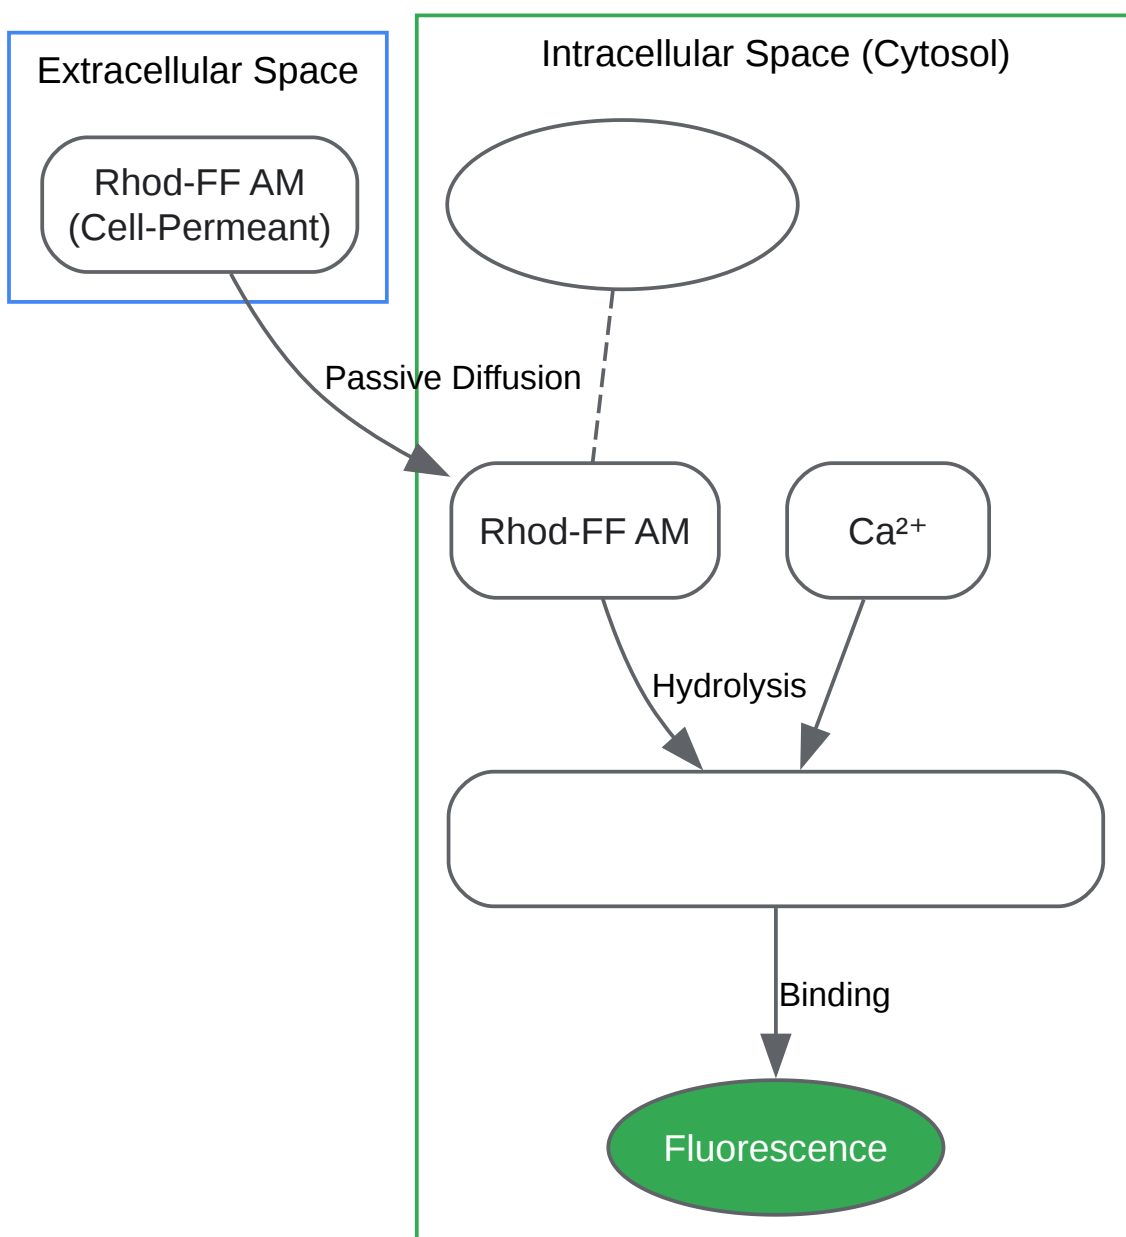 Extracellular Space
Rhod-FF AM
(Cell-Permeant)
Intracellular Space (Cytosol)
Passive Diffusion
Rhod-FF AM
Ca²⁺
Hydrolysis
Binding
Fluorescence